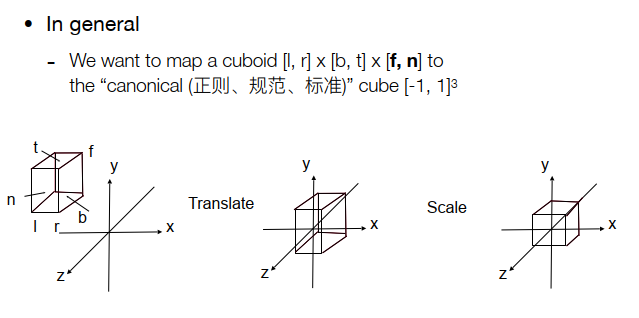 • In general
- We want to map a cuboid [l, r] x [b, t] x [f, n] to
the “canonical (正则、规范、标准)” cube [-1, 1]³
t
f
n
l
r
b
y
x
z
Translate
y
x
z
Scale
y
x
z